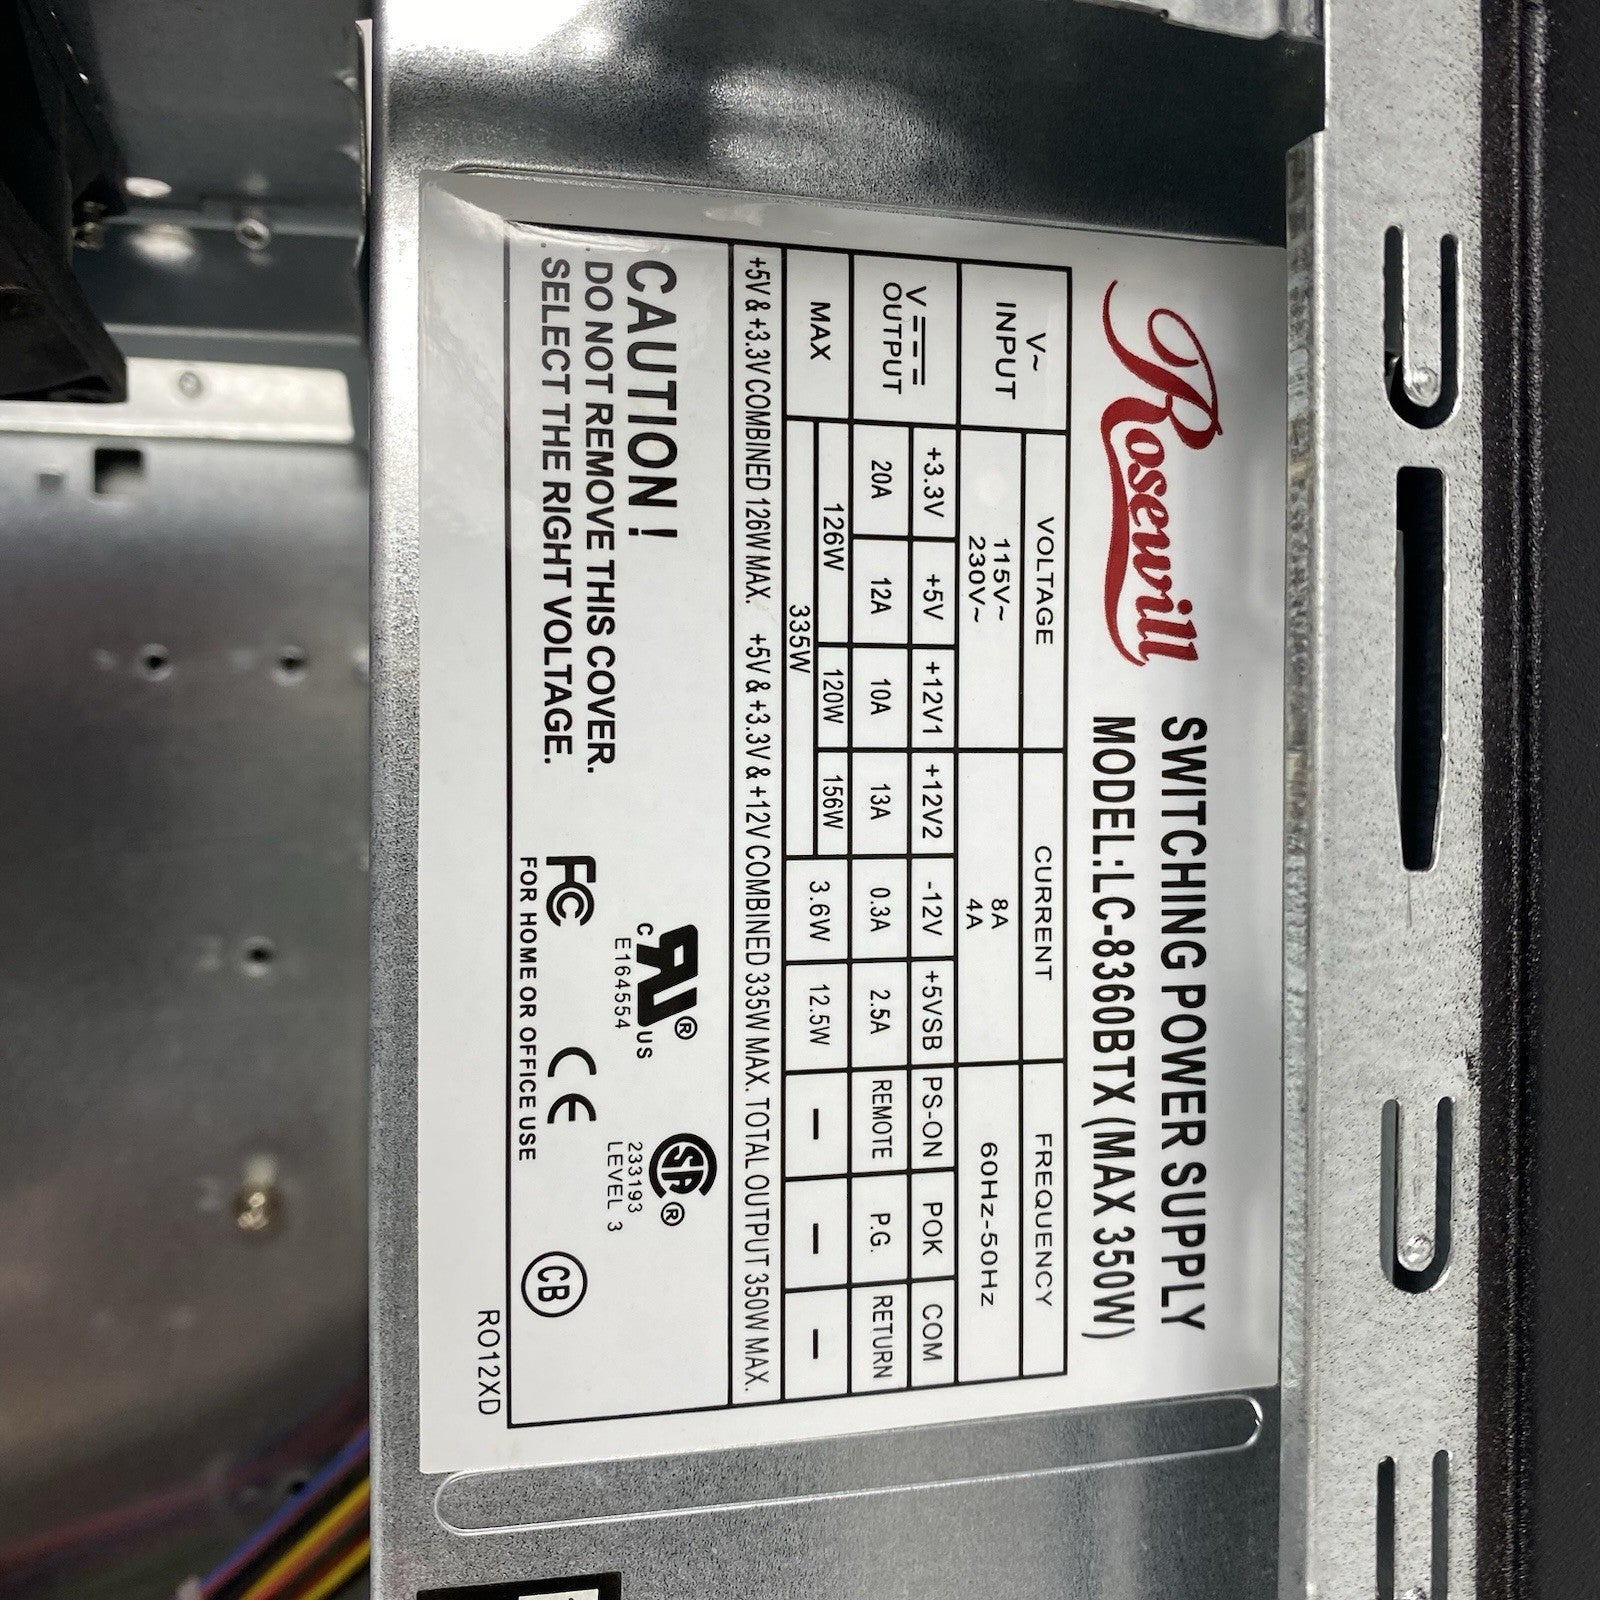 Rosewill
SWITCHING POWER SUPPLY
MODEL:LC-8360BTX (MAX 350W)
V~ INPUT VOLTAGE CURRENT FREQUENCY
115V~ 8A 60Hz-50Hz
230V~ 4A
V⎓ OUTPUT +3.3V +5V +12V1 +12V2 -12V +5VSB PS-ON POK COM
20A 12A 10A 13A 0.3A 2.5A REMOTE P.G. RETURN
MAX 126W 120W 156W 3.6W 12.5W – – –
335W
+5V & +3.3V COMBINED 126W MAX. +5V & +3.3V & +12V COMBINED 335W MAX. TOTAL OUTPUT 350W MAX.
CAUTION !
. DO NOT REMOVE THIS COVER.
. SELECT THE RIGHT VOLTAGE.
c RU ® US
E164554
SA ®
233193
LEVEL 3
FC CE CB
FOR HOME OR OFFICE USE
RO12XD